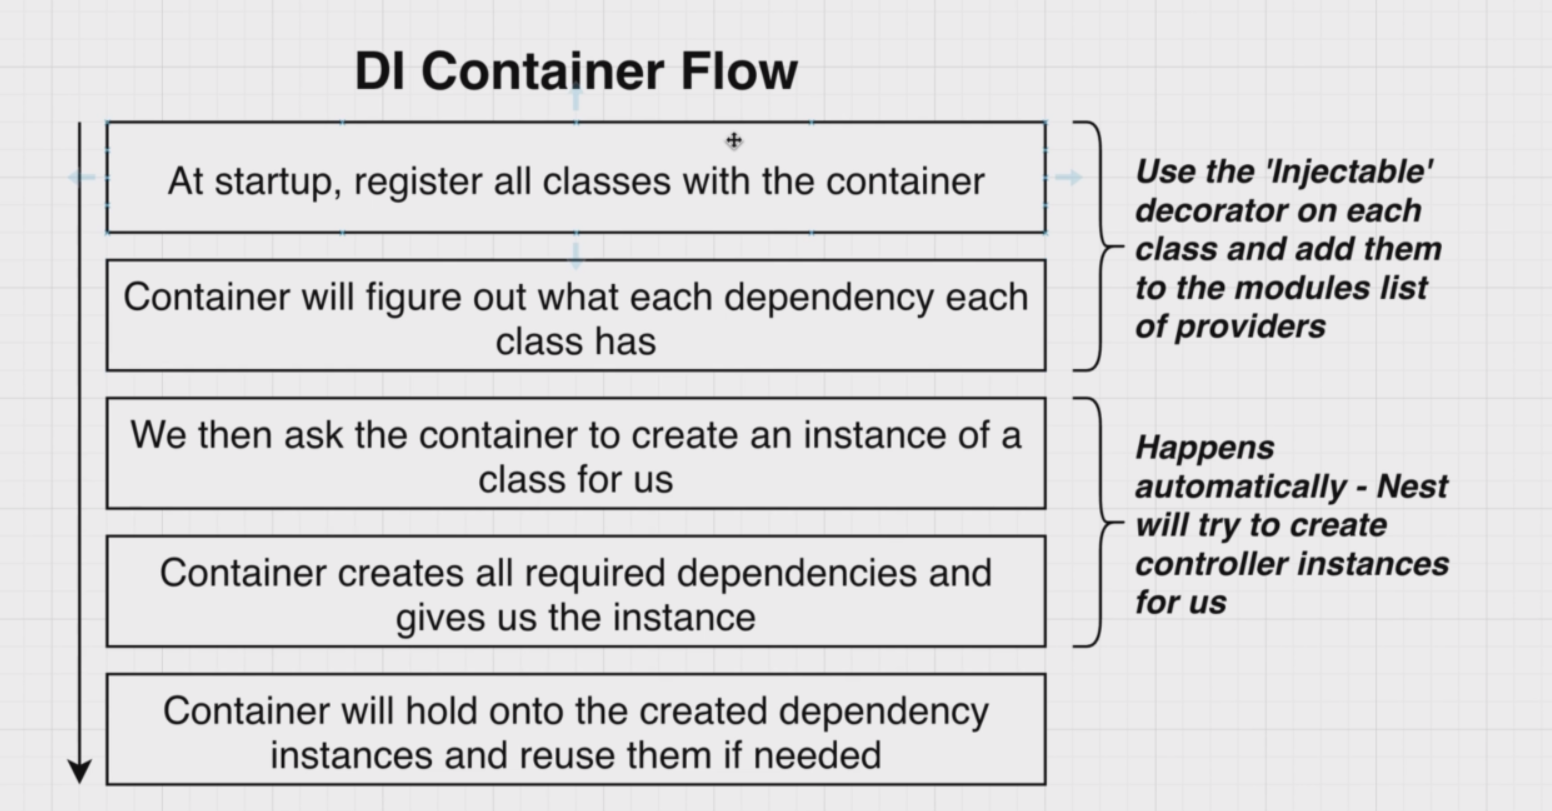 DI Container Flow
At startup, register all classes with the container
Container will figure out what each dependency each
class has
We then ask the container to create an instance of a
class for us
Container creates all required dependencies and
gives us the instance
Container will hold onto the created dependency
instances and reuse them if needed
Use the 'Injectable'
decorator on each
class and add them
to the modules list
of providers
Happens
automatically - Nest
will try to create
controller instances
for us